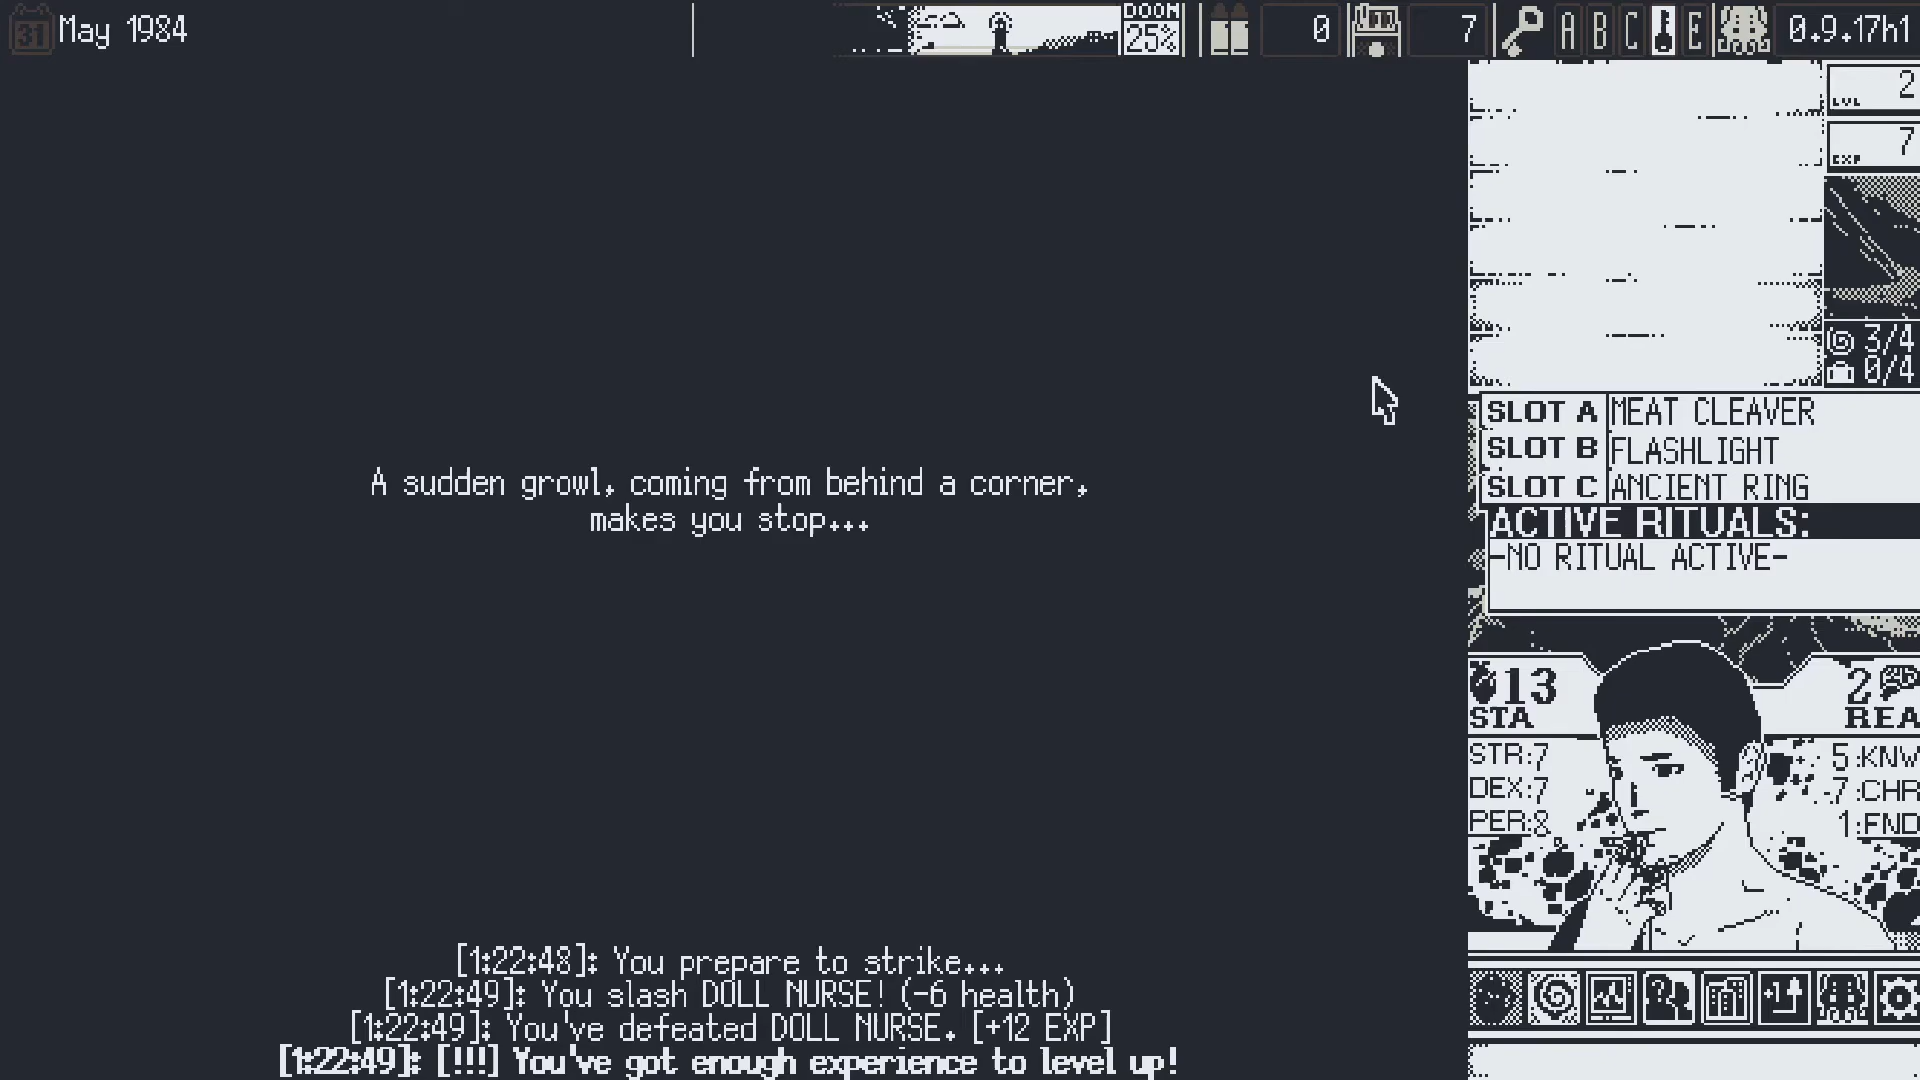 31 May 1984
DOOM
25%
0
7
A B C E
0.9.17h1
2
LVL
7
EXP
3/4
0/4
SLOT A MEAT CLEAVER
SLOT B FLASHLIGHT
SLOT C ANCIENT RING
ACTIVE RITUALS:
-NO RITUAL ACTIVE-
A sudden growl, coming from behind a corner,
makes you stop...
13
STA
2
REA
STR:7
DEX:7
PER:8
5:KNW
7:CHR
1:FND
[1:22:48]: You prepare to strike...
[1:22:49]: You slash DOLL NURSE! (-6 health)
[1:22:49]: You've defeated DOLL NURSE. [+12 EXP]
[1:22:49]: [!!!] You've got enough experience to level up!